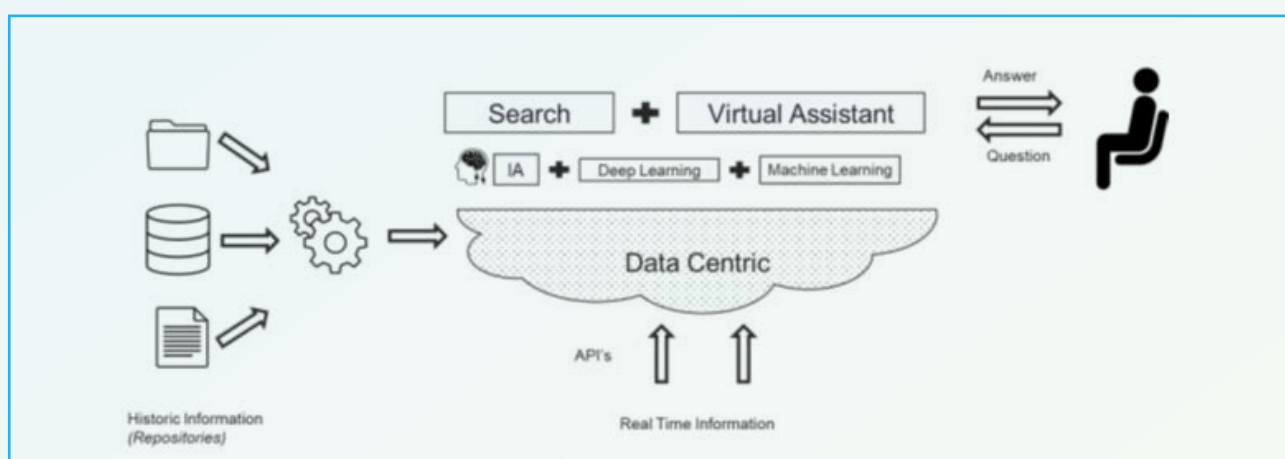 Answer
Search + Virtual Assistant
Question
IA + Deep Learning + Machine Learning
Data Centric
API's
Historic Information
(Repositories)
Real Time Information